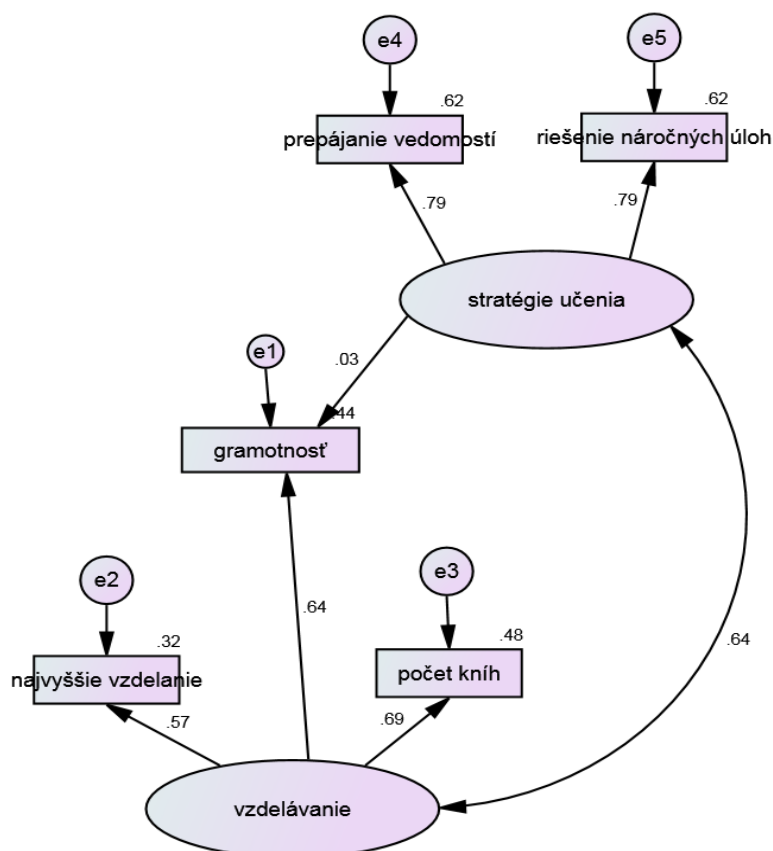 e4
e5
.62
.62
prepájanie vedomostí
riešenie náročných úloh
.79
.79
stratégie učenia
e1
.03
.44
gramotnosť
e2
e3
.64
.32
.48
.64
najvyššie vzdelanie
počet kníh
.57
.69
vzdelávanie